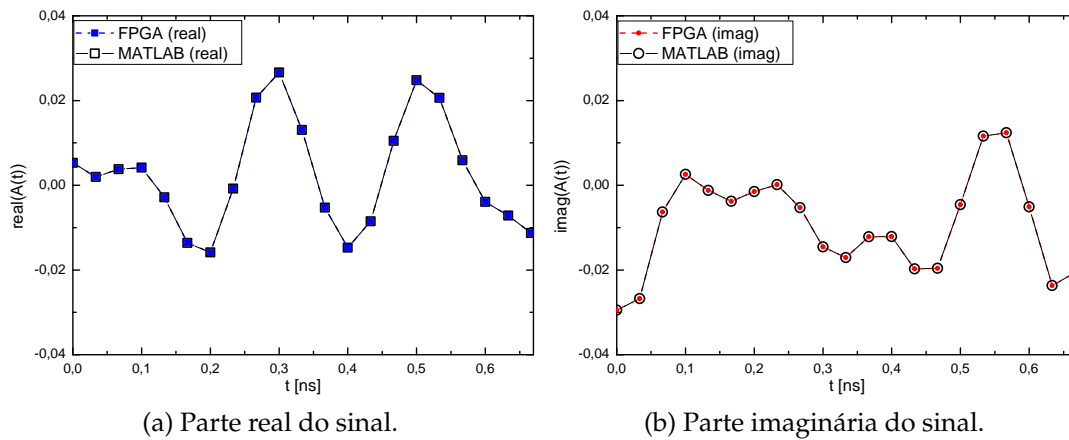 FPGA (real)
MATLAB (real)
0,04
0,02
0,00
-0,02
-0,04
real(A(t))
0,0 0,1 0,2 0,3 0,4 0,5 0,6
t [ns]
(a) Parte real do sinal.
FPGA (imag)
MATLAB (imag)
0,04
0,02
0,00
-0,02
-0,04
imag(A(t))
0,0 0,1 0,2 0,3 0,4 0,5 0,6
t [ns]
(b) Parte imaginária do sinal.